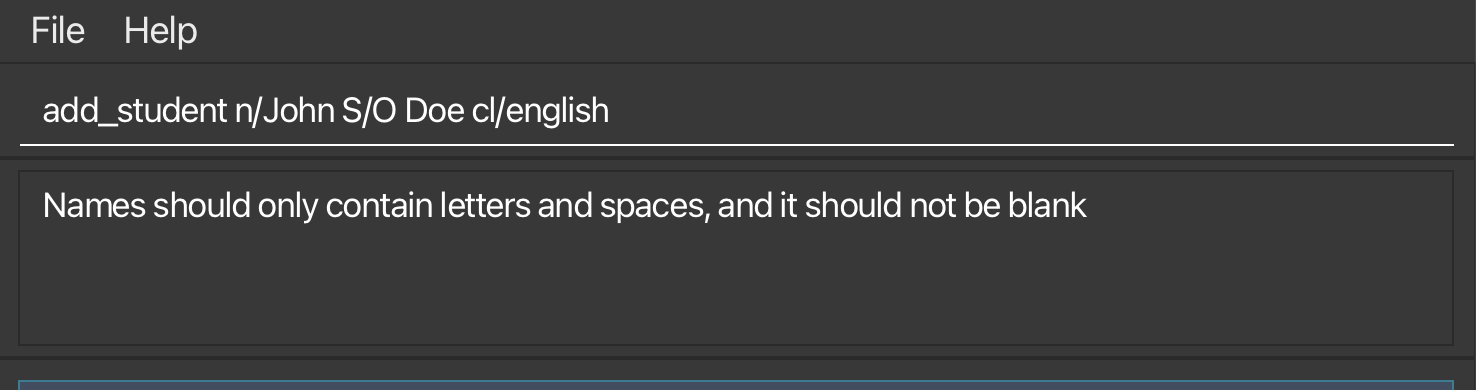 File Help
add_student n/John S/O Doe cl/english
Names should only contain letters and spaces, and it should not be blank